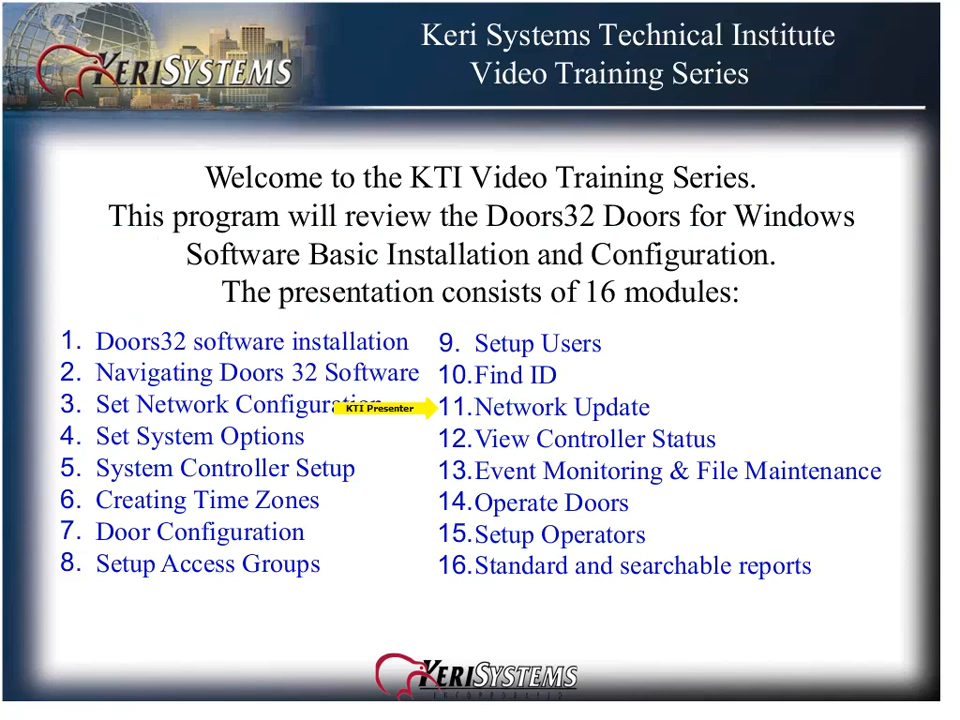 KERISYSTEMS
Keri Systems Technical Institute
Video Training Series
Welcome to the KTI Video Training Series.
This program will review the Doors32 Doors for Windows
Software Basic Installation and Configuration.
The presentation consists of 16 modules:
1. Doors32 software installation
2. Navigating Doors 32 Software
3. Set Network Configuration
4. Set System Options
5. System Controller Setup
6. Creating Time Zones
7. Door Configuration
8. Setup Access Groups
KTI Presenter
9. Setup Users
10. Find ID
11. Network Update
12. View Controller Status
13. Event Monitoring & File Maintenance
14. Operate Doors
15. Setup Operators
16. Standard and searchable reports
KERISYSTEMS
INCORPORATED